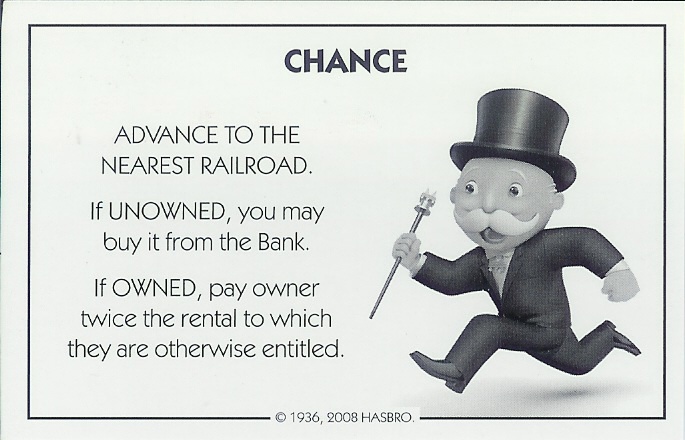 CHANCE
ADVANCE TO THE
NEAREST RAILROAD.
If UNOWNED, you may
buy it from the Bank.
If OWNED, pay owner
twice the rental to which
they are otherwise entitled.
© 1936, 2008 HASBRO.